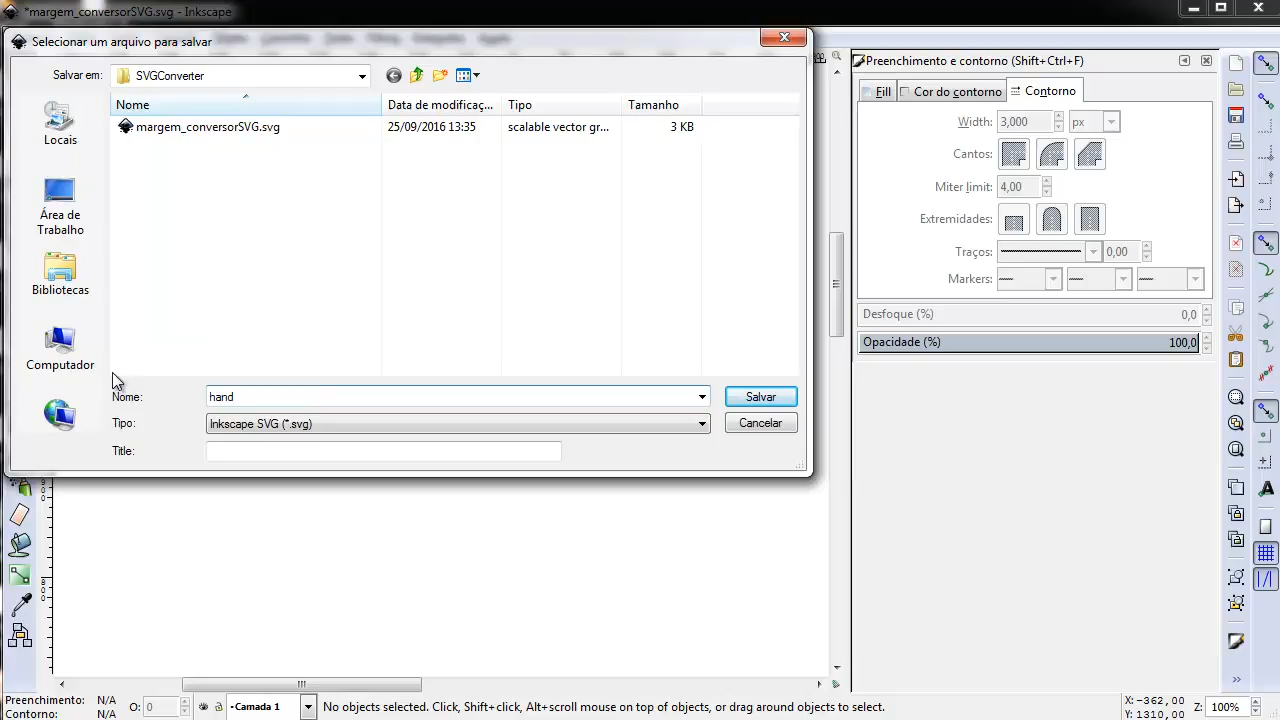 *margem_conversorSVG.svg - Inkscape
Selecionar um arquivo para salvar
Salvar em:
SVGConverter
Nome
Data de modificaç...
Tipo
Tamanho
margem_conversorSVG.svg
25/09/2016 13:35
scalable vector gr...
3 KB
Locais
Área de
Trabalho
Bibliotecas
Computador
Nome:
hand
Salvar
Tipo:
Inkscape SVG (*.svg)
Cancelar
Title:
Preenchimento e contorno (Shift+Ctrl+F)
Fill
Cor do contorno
Contorno
Width:
3,000
px
Cantos:
Miter limit:
4,00
Extremidades:
Traços:
0,00
Markers:
Desfoque (%)
0,0
Opacidade (%)
100,0
Preenchimento: N/A
Contorno: N/A
O: 0
•Camada 1
No objects selected. Click, Shift+click, Alt+Scroll mouse on top of objects, or drag around objects to select.
X: -362,00
Y: 1310,00
Z: 100%